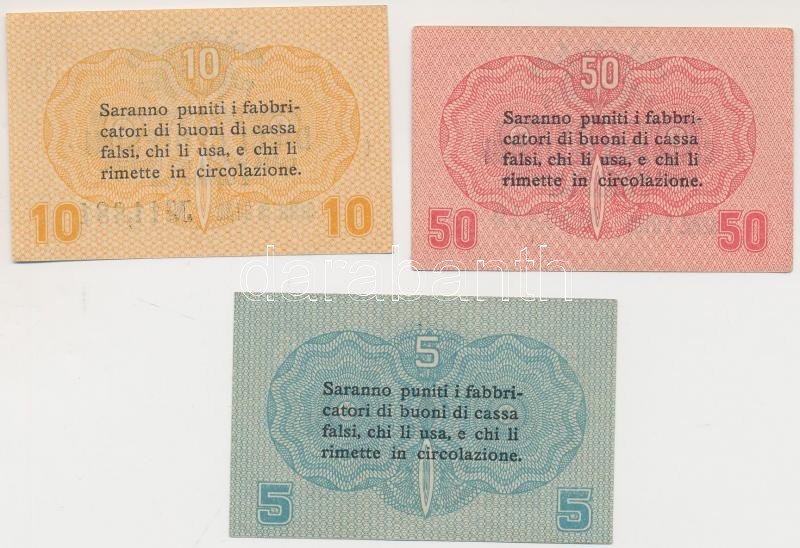 10
Saranno puniti i fabbri-
catori di buoni di cassa
falsi, chi li usa, e chi li
rimette in circolazione.
10 10
50
Saranno puniti i fabbri-
catori di buoni di cassa
falsi, chi li usa, e chi li
rimette in circolazione.
50 50
darabanth
5
Saranno puniti i fabbri-
catori di buoni di cassa
falsi, chi li usa, e chi li
rimette in circolazione.
5 5